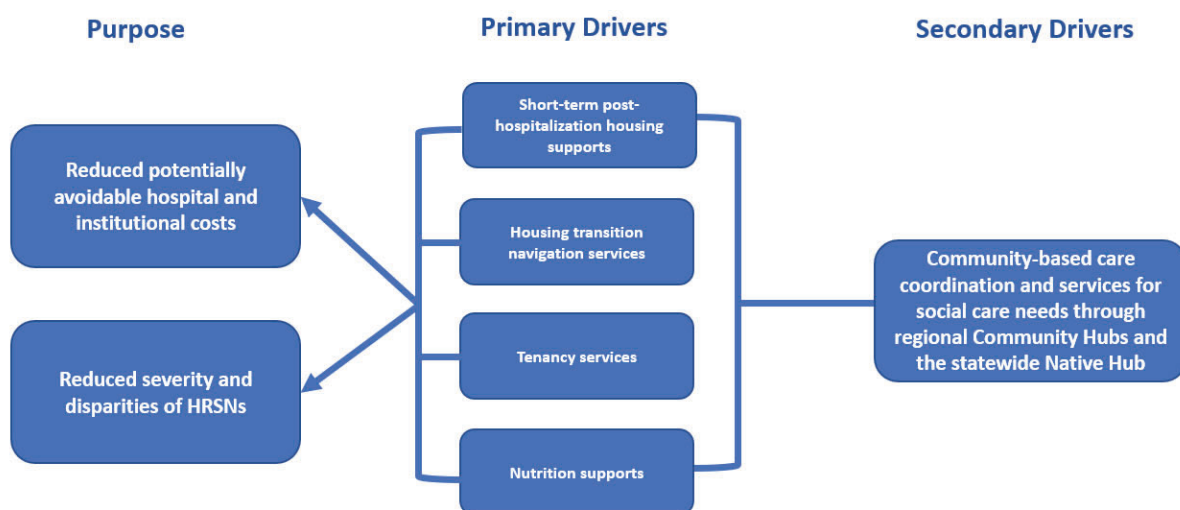 Purpose
Primary Drivers
Secondary Drivers
Reduced potentially
avoidable hospital and
institutional costs
Reduced severity and
disparities of HRSNs
Short-term post-
hospitalization housing
supports
Housing transition
navigation services
Tenancy services
Nutrition supports
Community-based care
coordination and services for
social care needs through
regional Community Hubs and
the statewide Native Hub